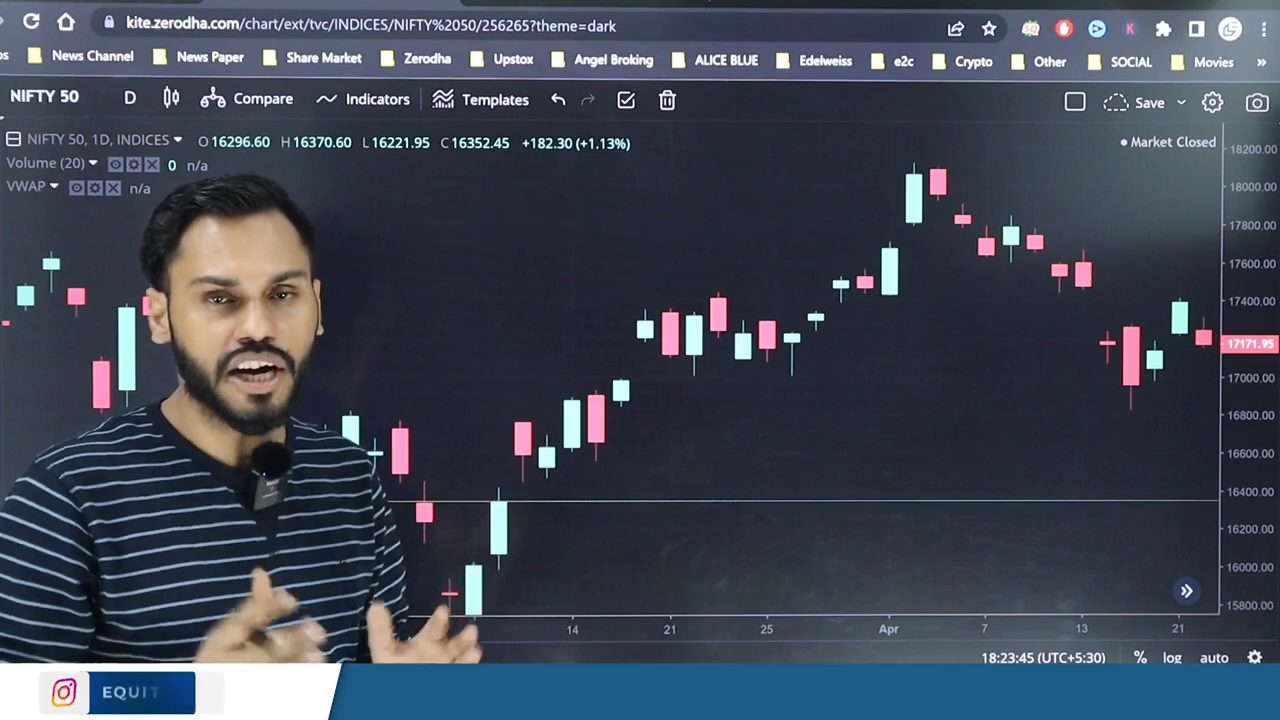 kite.zerodha.com/chart/ext/tvc/INDICES/NIFTY%2050/256265?theme=dark
News Channel News Paper Share Market Zerodha Upstox Angel Broking ALICE BLUE Edelweiss e2c Crypto Other SOCIAL Movies »
NIFTY 50 D Compare Indicators Templates Save
NIFTY 50, 1D, INDICES O 16296.60 H 16370.60 L 16221.95 C 16352.45 +182.30 (+1.13%) Market Closed
Volume (20) 0 n/a
VWAP n/a
18200.00
18000.00
17800.00
17600.00
17400.00
17171.95
17000.00
16800.00
16600.00
16400.00
16200.00
16000.00
15800.00
14 21 25 Apr 7 13 21
18:23:45 (UTC+5:30) % log auto
EQUIT